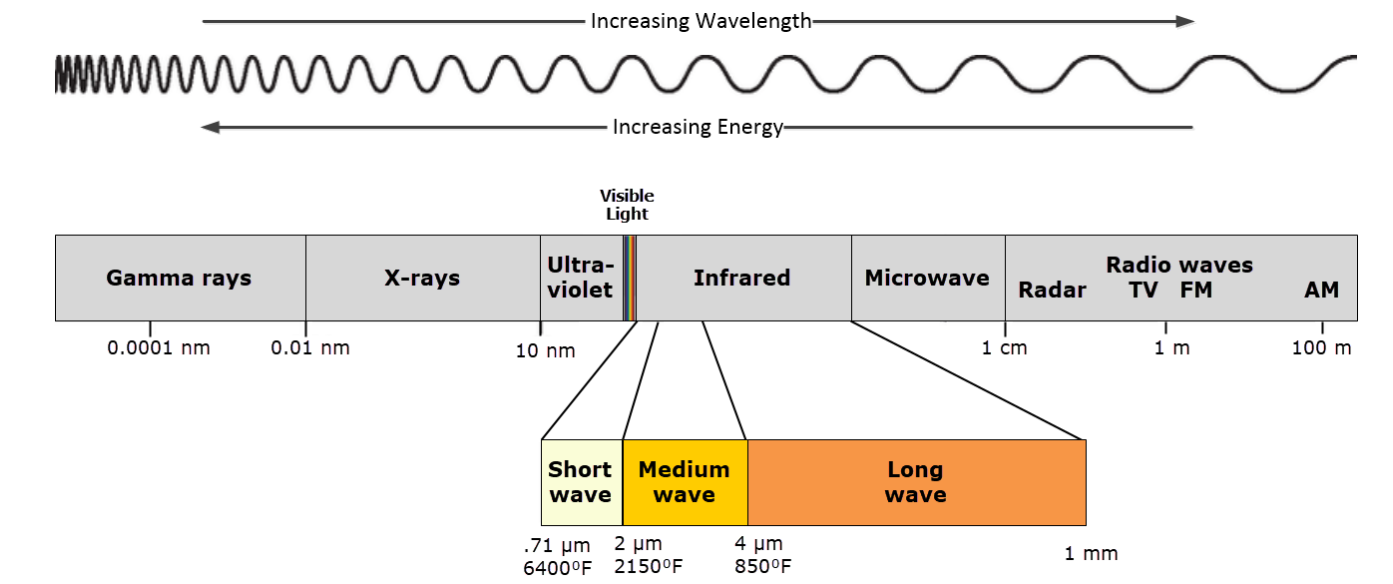 Increasing Wavelength
Increasing Energy
Visible
Light
Gamma rays
X-rays
Ultra-
violet
Infrared
Microwave
Radio waves
Radar TV FM AM
0.0001 nm 0.01 nm 10 nm 1 cm 1 m 100 m
Short
wave
Medium
wave
Long
wave
.71 µm 2 µm 4 µm 1 mm
6400⁰F 2150⁰F 850⁰F